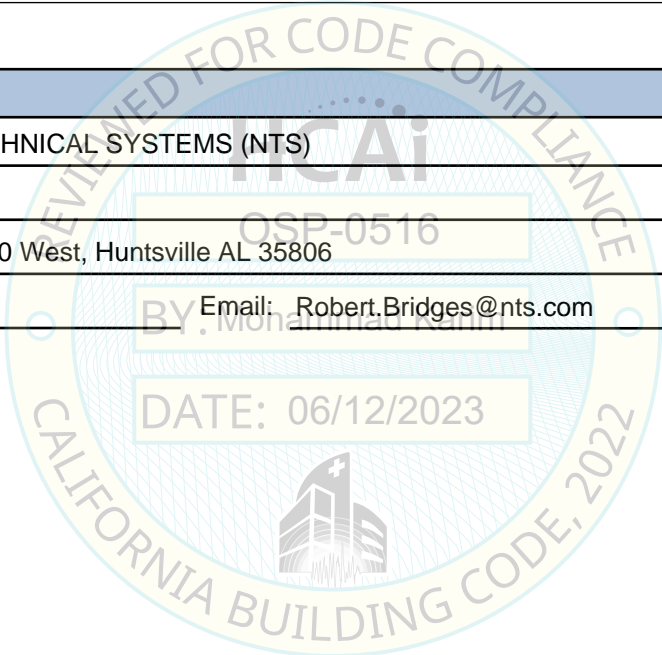 REVIEWED FOR CODE COMPLIANCE
HCAi
HNICAL SYSTEMS (NTS)
OSP-0516
0 West, Huntsville AL 35806
BY: Mohammad Karim
Email: Robert.Bridges@nts.com
DATE: 06/12/2023
CALIFORNIA BUILDING CODE, 2022